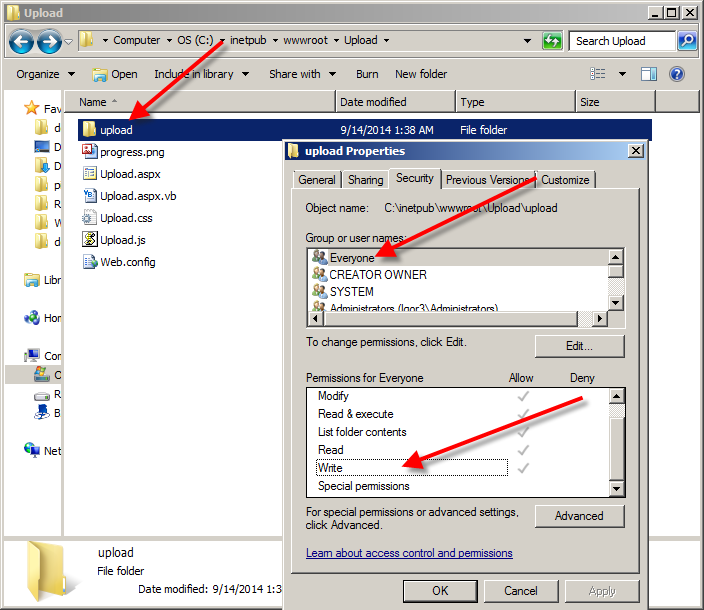 Upload
Computer OS (C:) inetpub wwwroot Upload
Search Upload
Organize Open Include in library Share with Burn New folder
Name Date modified Type Size
Fav
upload 9/14/2014 1:38 AM File folder
progress.png
Upload.aspx
Upload.aspx.vb
Upload.css
Upload.js
Web.config
d
D
D
p
R
W
d
Libr
Hor
Co
O
R
B
Net
upload Properties
General Sharing Security Previous Versions Customize
Object name: C:\inetpub\wwwroot\Upload\upload
Group or user names:
Everyone
CREATOR OWNER
SYSTEM
Administrators (Igor3\Administrators)
To change permissions, click Edit.
Edit...
Permissions for Everyone Allow Deny
Modify
Read & execute
List folder contents
Read
Write
Special permissions
For special permissions or advanced settings,
click Advanced.
Advanced
Learn about access control and permissions
OK Cancel Apply
upload
File folder
Date modified: 9/14/2014 1:3